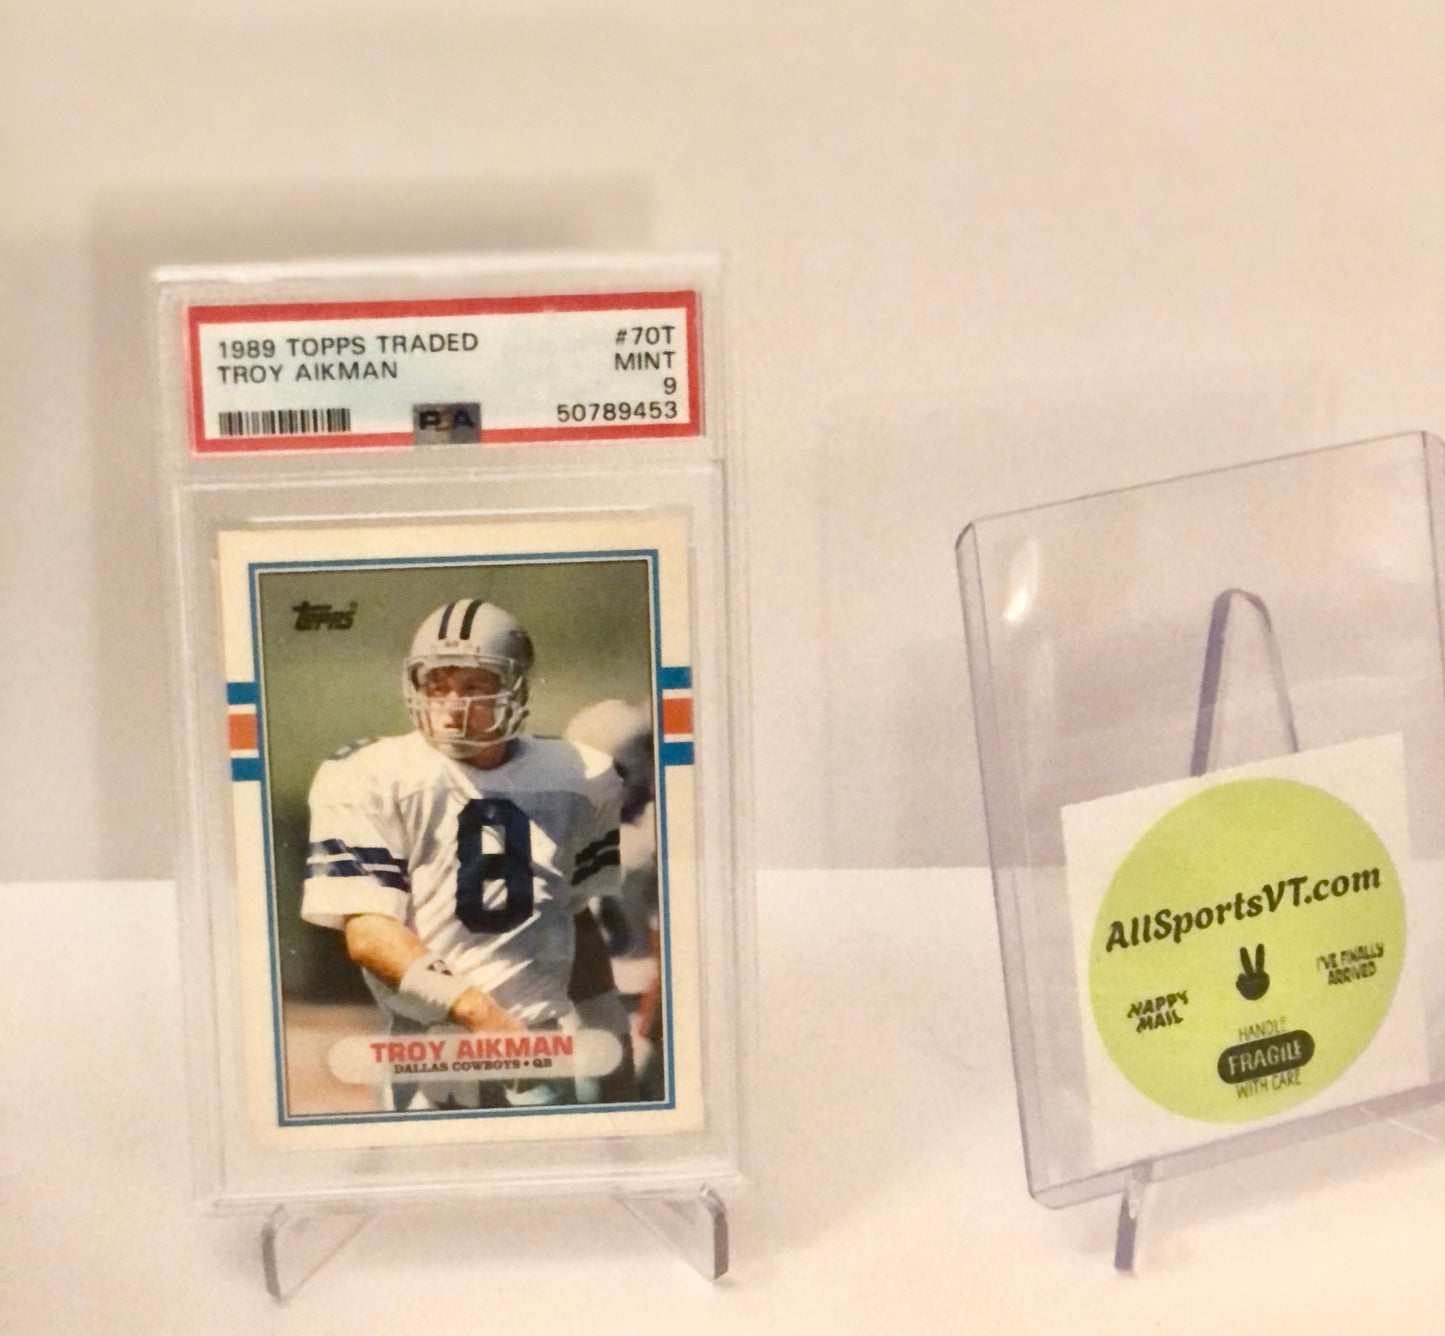 1989 TOPPS TRADED #70T
TROY AIKMAN MINT
9
PSA 50789453
Topps
8
TROY AIKMAN
DALLAS COWBOYS • QB
AllSportsVT.com
HAPPY
MAIL
I'VE FINALLY
ARRIVED
HANDLE
FRAGILE
WITH CARE